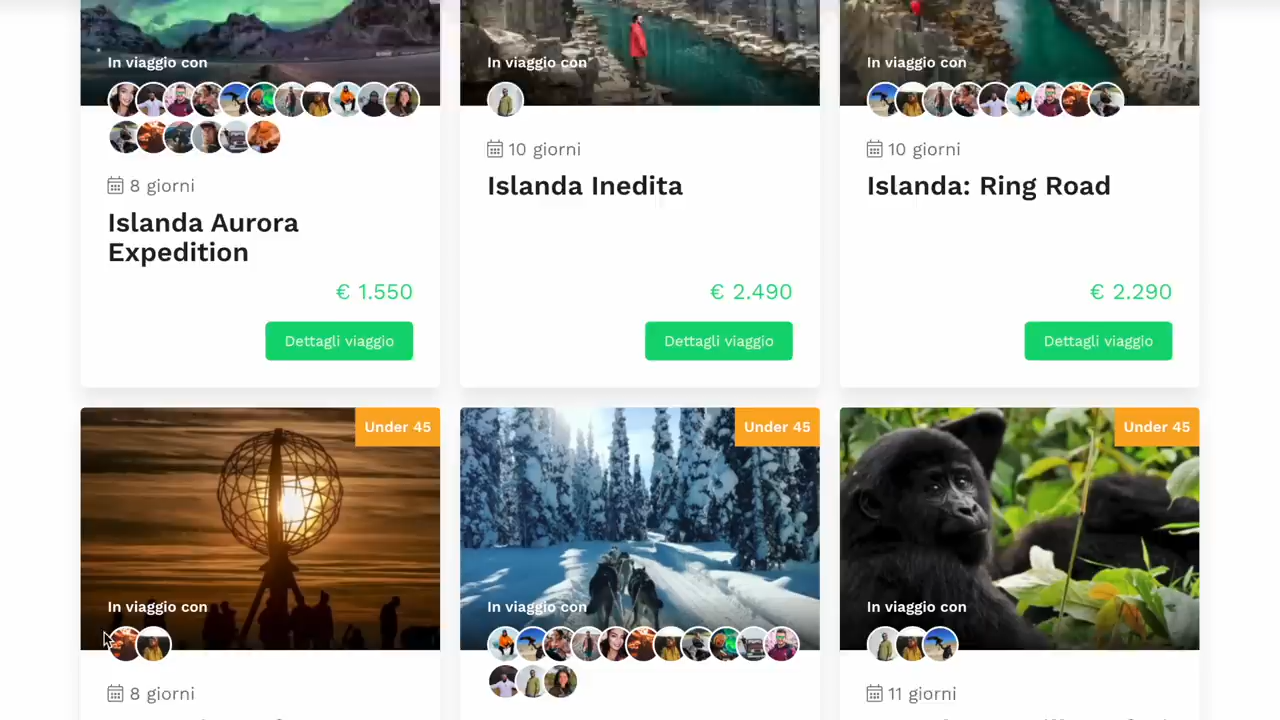 In viaggio con
In viaggio con
In viaggio con
8 giorni
Islanda Aurora
Expedition
€ 1.550
Dettagli viaggio
10 giorni
Islanda Inedita
€ 2.490
Dettagli viaggio
10 giorni
Islanda: Ring Road
€ 2.290
Dettagli viaggio
Under 45
Under 45
Under 45
In viaggio con
In viaggio con
In viaggio con
8 giorni
11 giorni